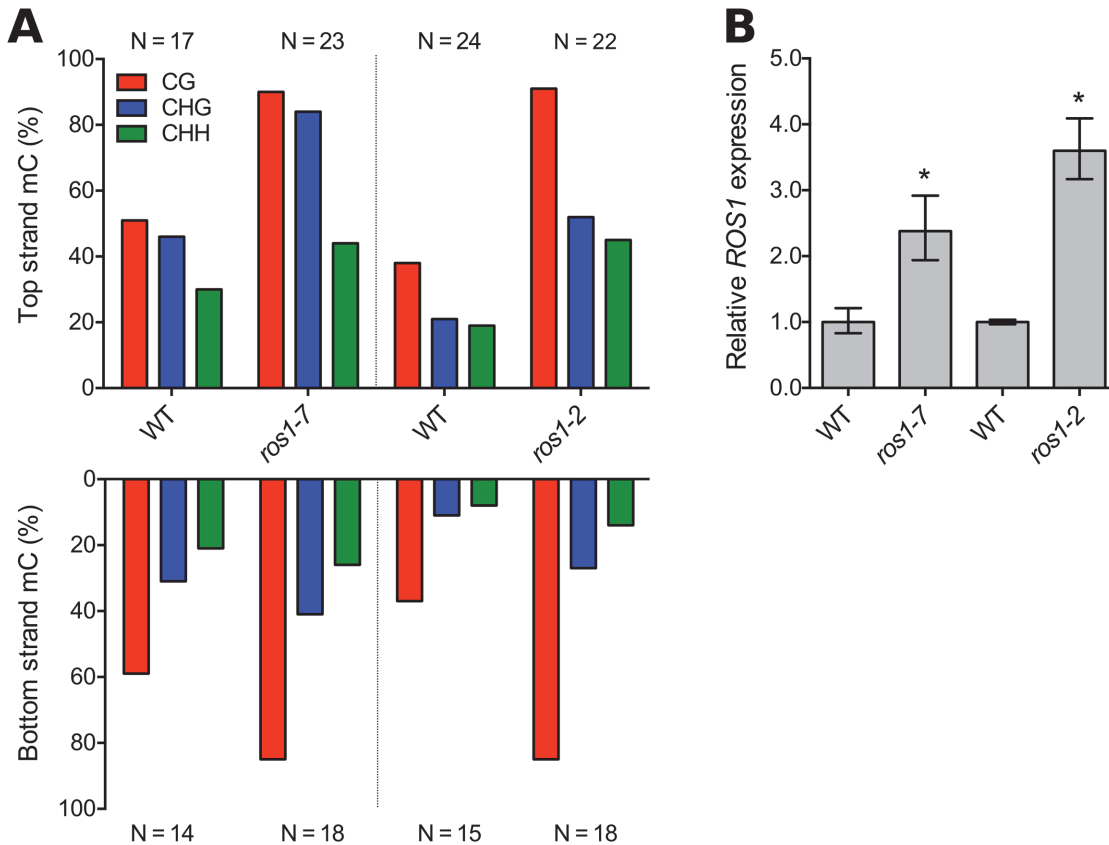 A
N = 17 N = 23 N = 24 N = 22
Top strand mC (%)
100
80
60
40
20
0
CG
CHG
CHH
WT ros1-7 WT ros1-2
Bottom strand mC (%)
0
20
40
60
80
100
N = 14 N = 18 N = 15 N = 18
B
Relative ROS1 expression
5.0
4.0
3.0
2.0
1.0
0.0
* *
WT ros1-7 WT ros1-2